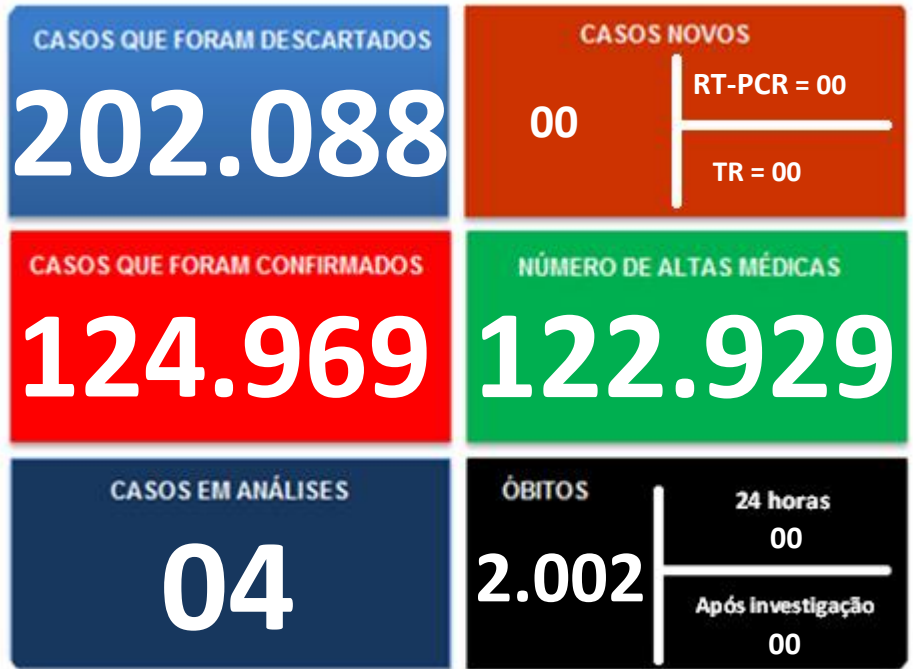 CASOS QUE FORAM DESCARTADOS
202.088
CASOS NOVOS
00
RT-PCR = 00
TR = 00
CASOS QUE FORAM CONFIRMADOS
124.969
NÚMERO DE ALTAS MÉDICAS
122.929
CASOS EM ANÁLISES
04
ÓBITOS
2.002
24 horas
00
Após investigação
00